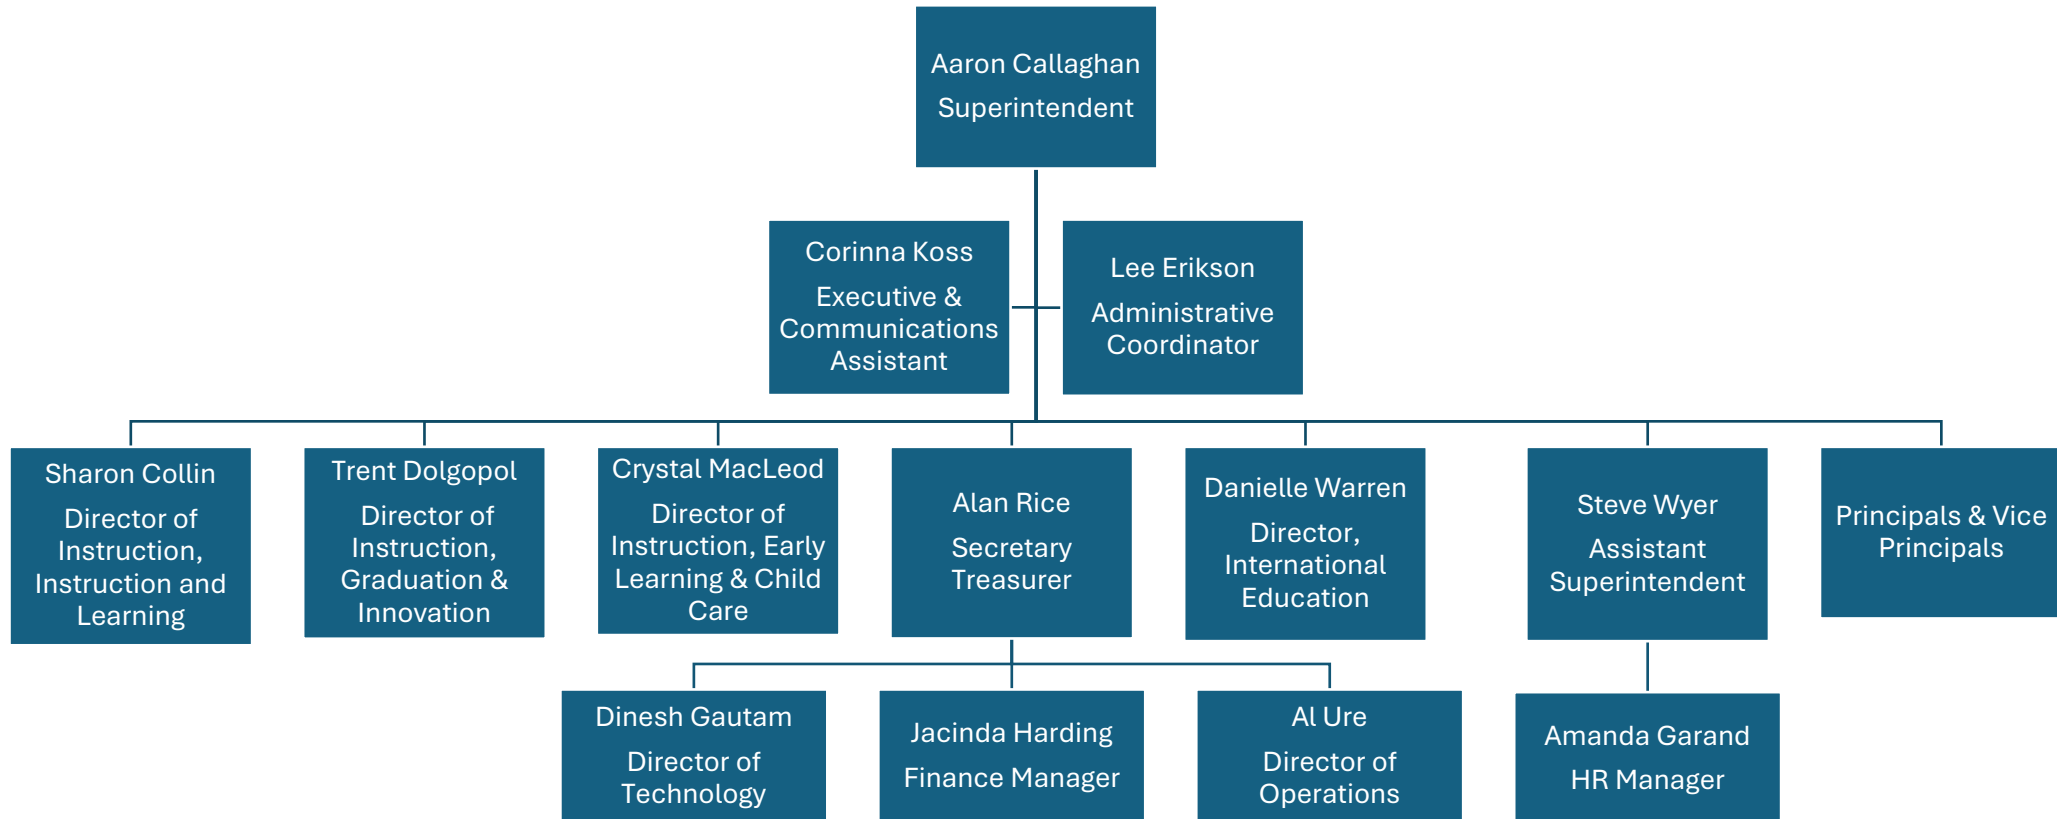 Aaron Callaghan
Superintendent
Corinna Koss
Executive &
Communications
Assistant
Lee Erikson
Administrative
Coordinator
Sharon Collin
Director of
Instruction,
Instruction and
Learning
Trent Dolgopol
Director of
Instruction,
Graduation &
Innovation
Crystal MacLeod
Director of
Instruction, Early
Learning & Child
Care
Alan Rice
Secretary
Treasurer
Danielle Warren
Director,
International
Education
Steve Wyer
Assistant
Superintendent
Principals & Vice
Principals
Dinesh Gautam
Director of
Technology
Jacinda Harding
Finance Manager
Al Ure
Director of
Operations
Amanda Garand
HR Manager